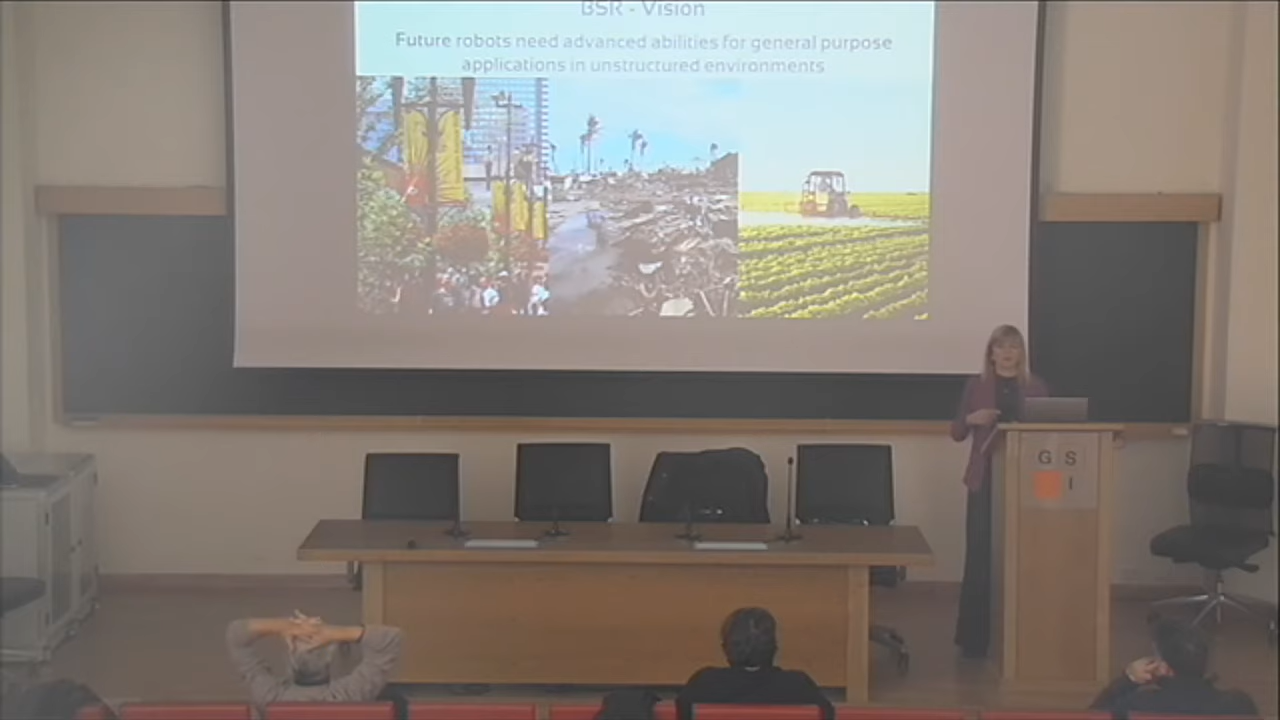 BSR - Vision
Future robots need advanced abilities for general purpose
applications in unstructured environments
G S
I